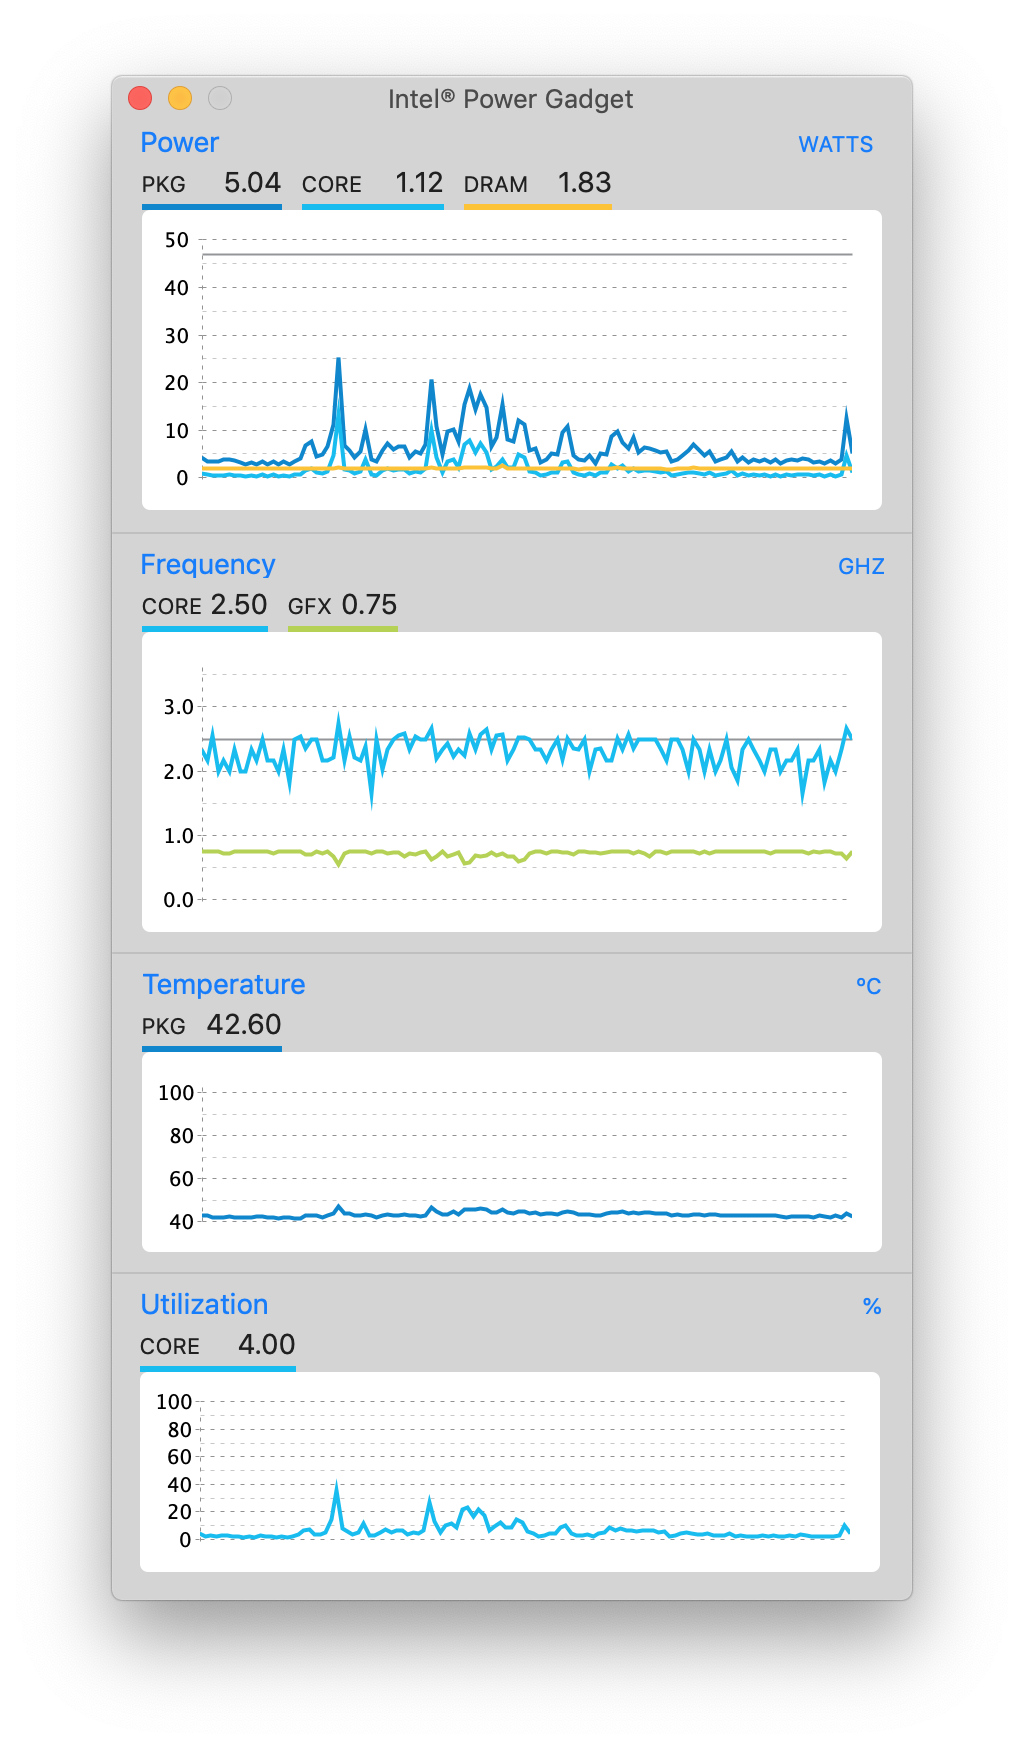 Intel® Power Gadget
Power WATTS
PKG 5.04 CORE 1.12 DRAM 1.83
50
40
30
20
10
0
Frequency GHZ
CORE 2.50 GFX 0.75
3.0
2.0
1.0
0.0
Temperature ºC
PKG 42.60
100
80
60
40
Utilization %
CORE 4.00
100
80
60
40
20
0